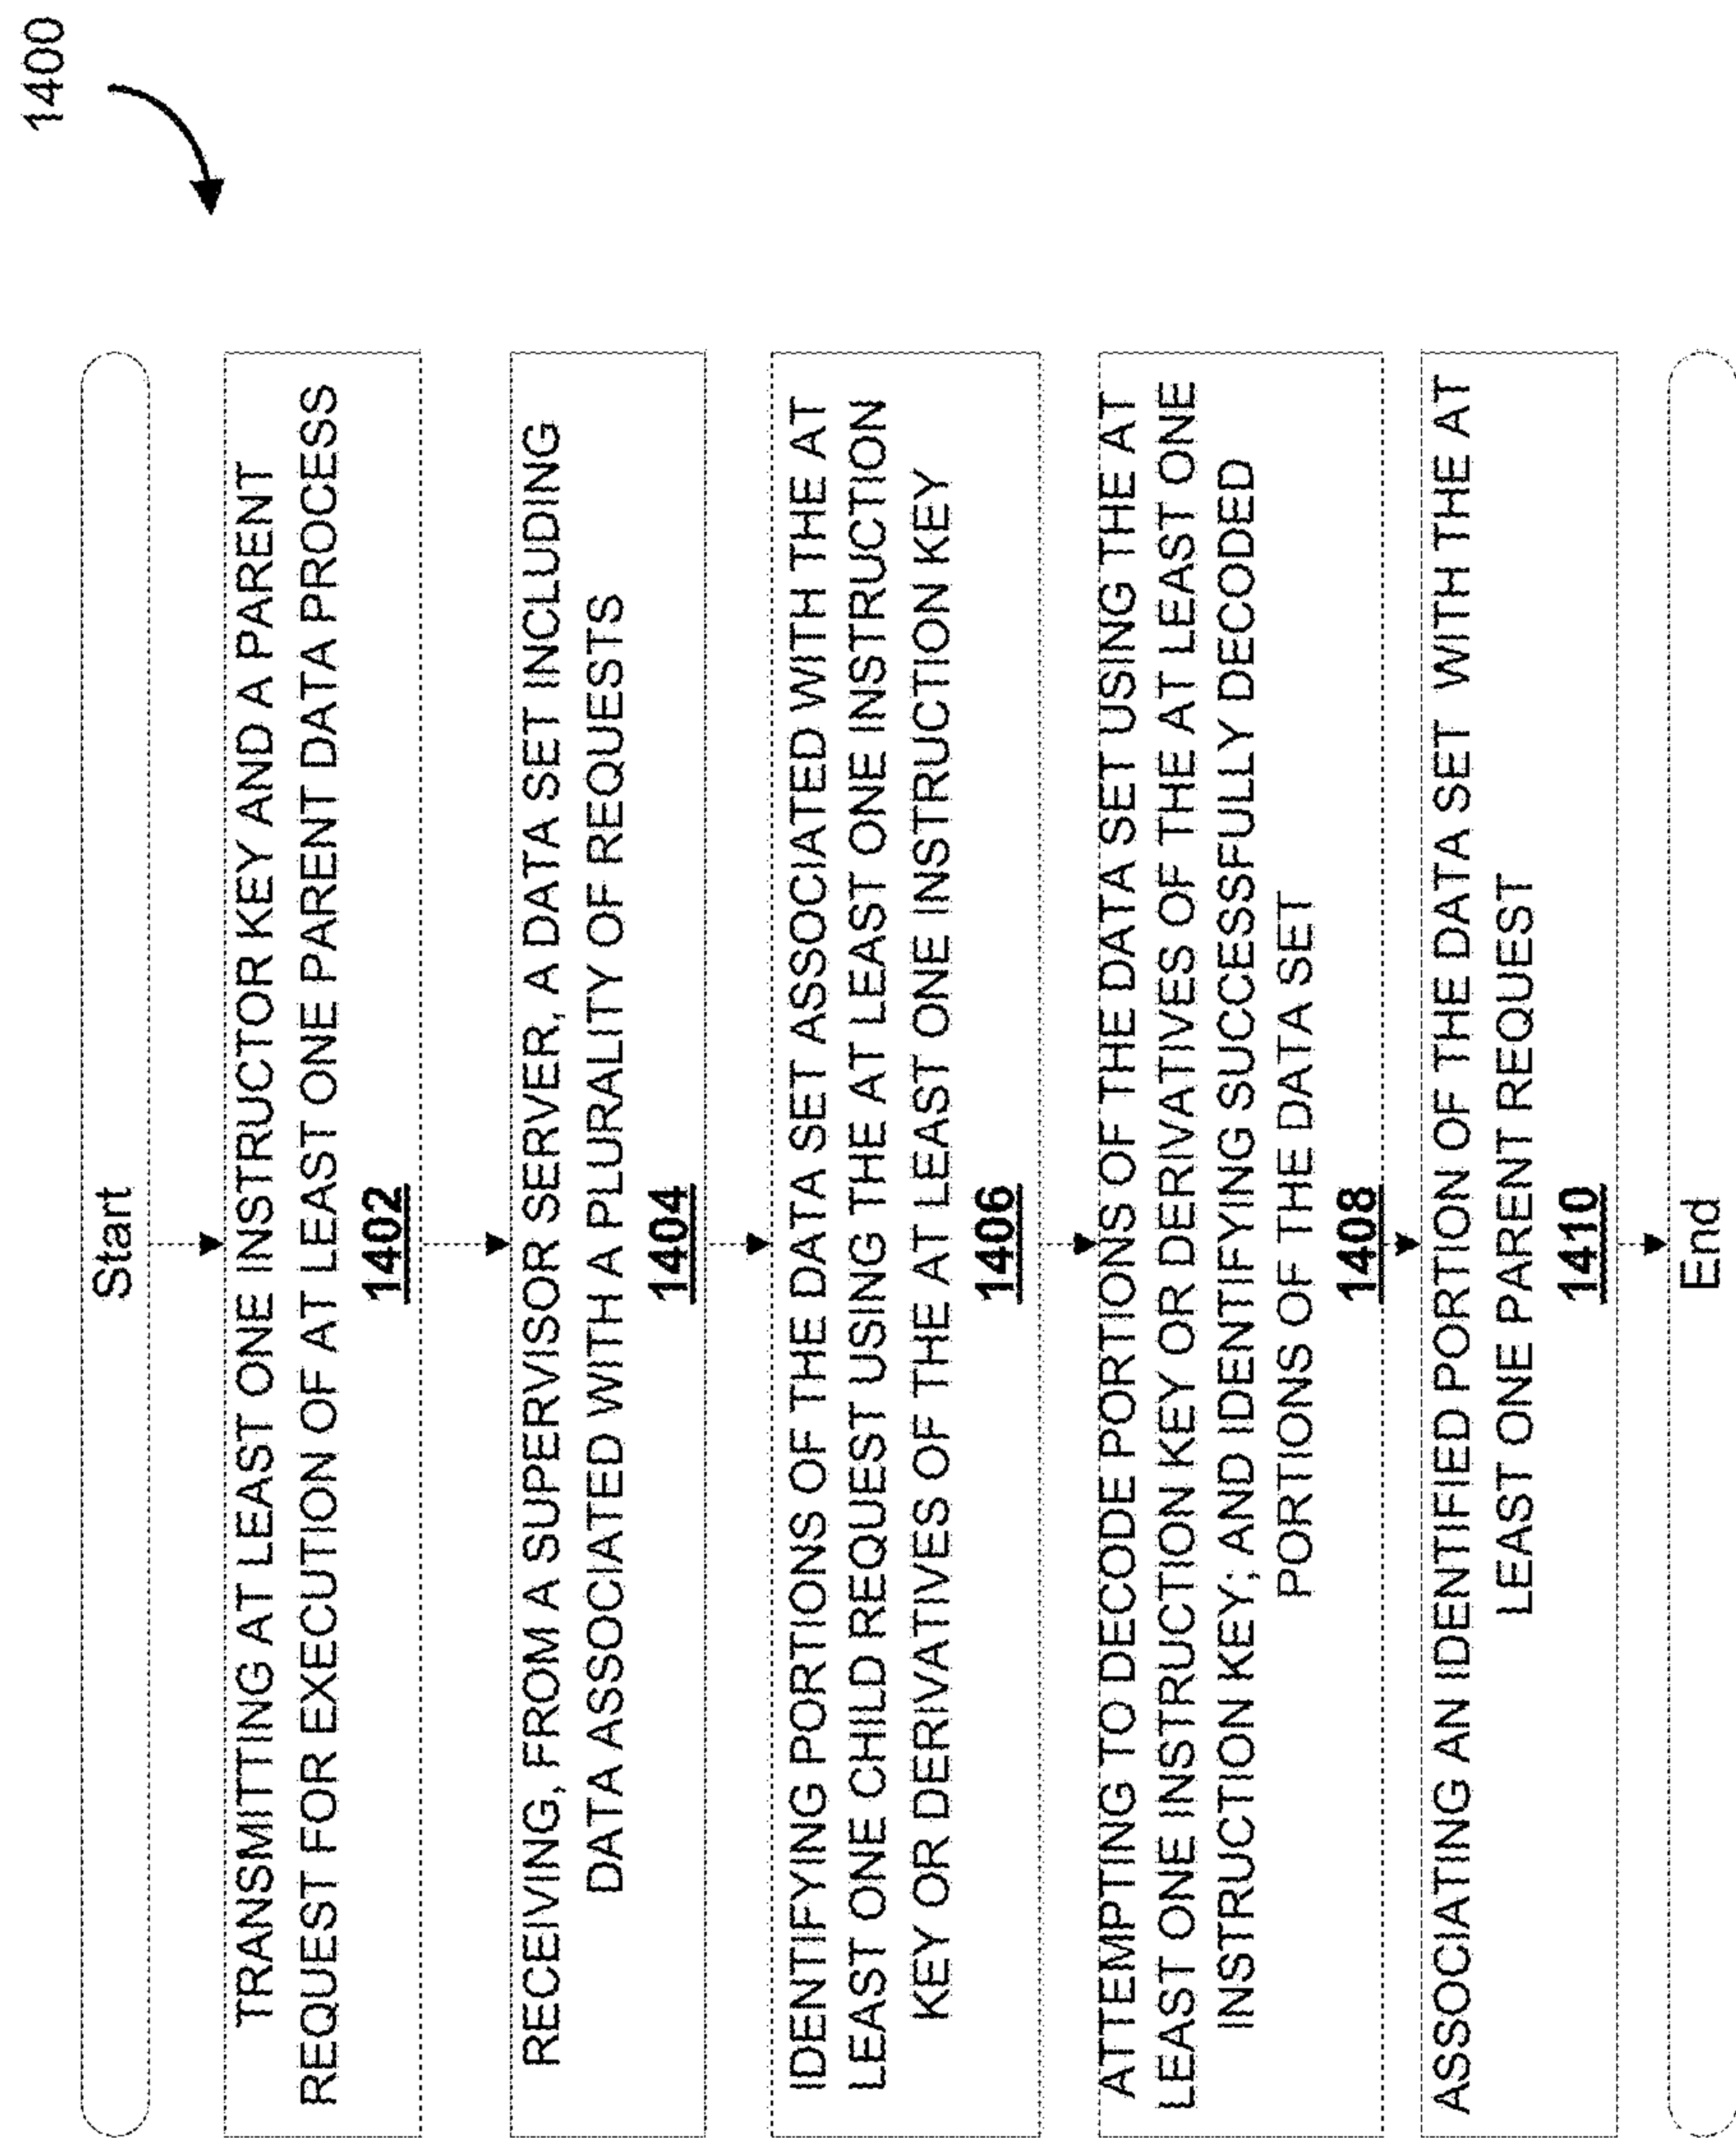 1400
Start
TRANSMITTING AT LEAST ONE INSTRUCTOR KEY AND A PARENT
REQUEST FOR EXECUTION OF AT LEAST ONE PARENT DATA PROCESS
1402
RECEIVING, FROM A SUPERVISOR SERVER, A DATA SET INCLUDING
DATA ASSOCIATED WITH A PLURALITY OF REQUESTS
1404
IDENTIFYING PORTIONS OF THE DATA SET ASSOCIATED WITH THE AT
LEAST ONE CHILD REQUEST USING THE AT LEAST ONE INSTRUCTION
KEY OR DERIVATIVES OF THE AT LEAST ONE INSTRUCTION KEY
1406
ATTEMPTING TO DECODE PORTIONS OF THE DATA SET USING THE AT
LEAST ONE INSTRUCTION KEY OR DERIVATIVES OF THE AT LEAST ONE
INSTRUCTION KEY; AND IDENTIFYING SUCCESSFULLY DECODED
PORTIONS OF THE DATA SET
1408
ASSOCIATING AN IDENTIFIED PORTION OF THE DATA SET WITH THE AT
LEAST ONE PARENT REQUEST
1410
End